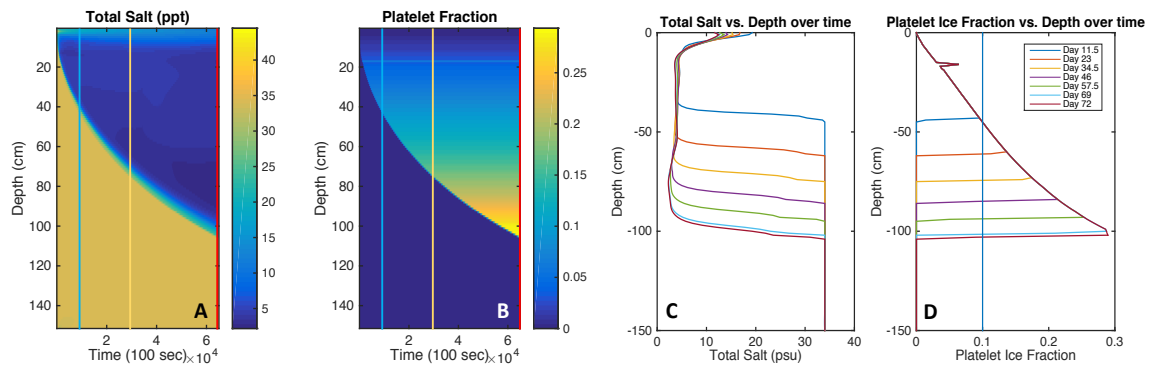 Total Salt (ppt)
20
40
60
80
100
120
140
Depth (cm)
2
4
6
Time (100 sec)
×10^4
A
40
35
30
25
20
15
10
5
Platelet Fraction
20
40
60
80
100
120
140
Depth (cm)
2
4
6
Time (100 sec)
×10^4
B
0.25
0.2
0.15
0.1
0.05
0
Total Salt vs. Depth over time
0
-50
-100
-150
Depth (cm)
0
10
20
30
40
Total Salt (psu)
C
Platelet Ice Fraction vs. Depth over time
0
-50
-100
-150
Depth (cm)
0
0.1
0.2
0.3
Platelet Ice Fraction
D
Day 11.5
Day 23
Day 34.5
Day 46
Day 57.5
Day 69
Day 72